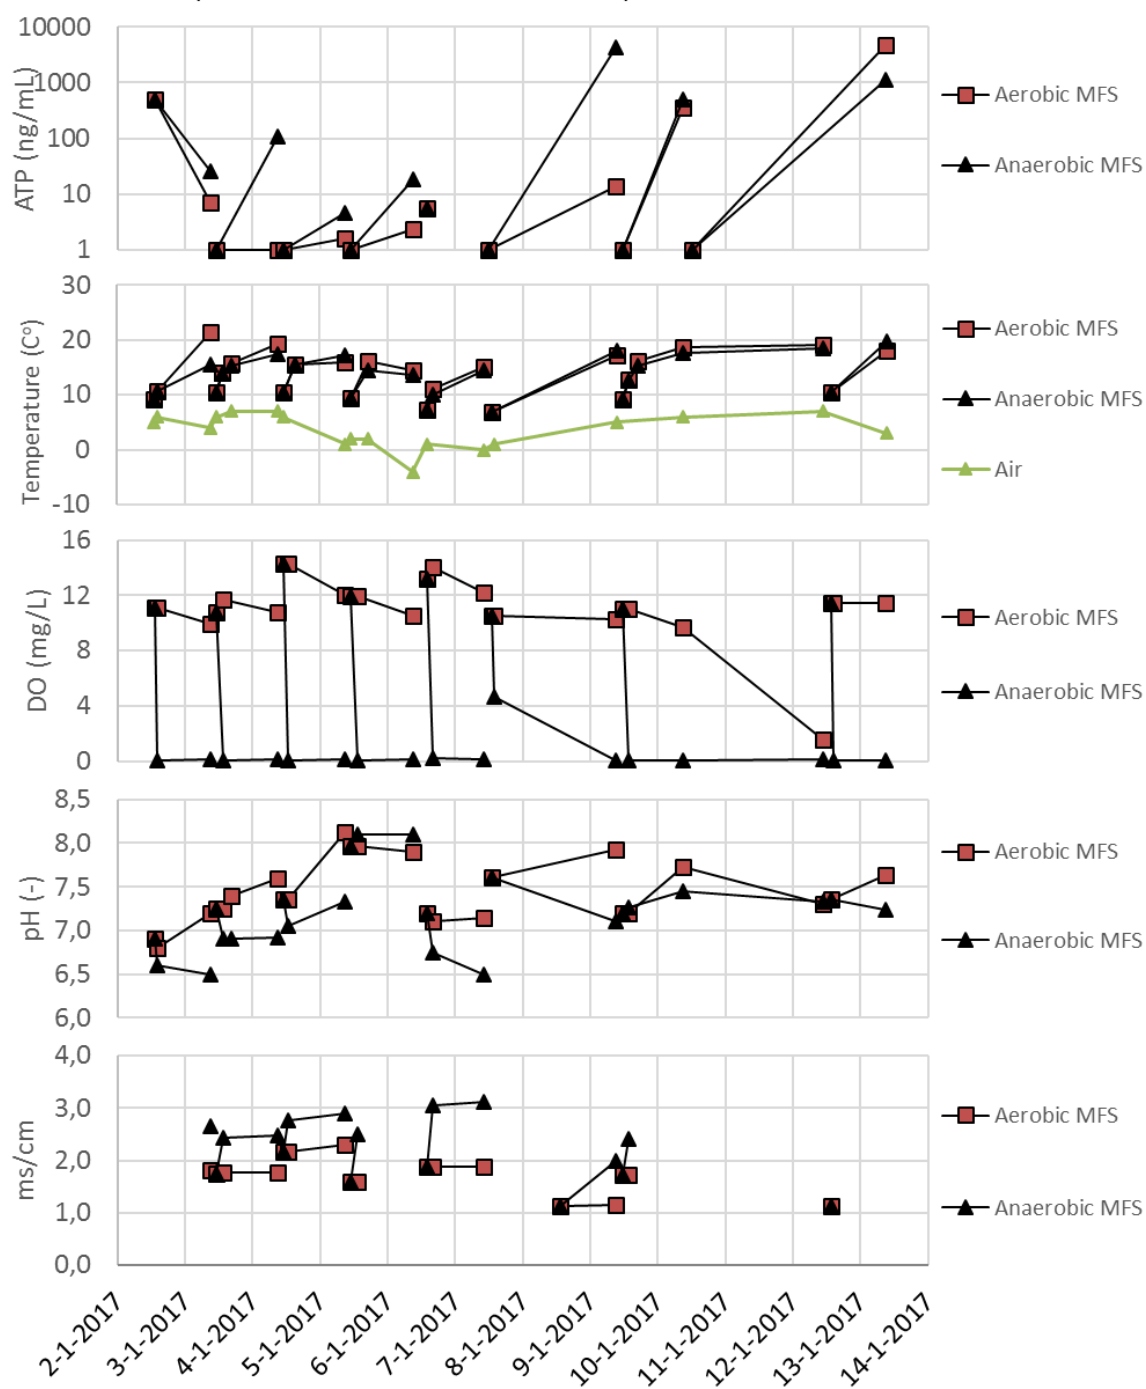 10000
1000
100
10
1
ATP (ng/mL)
Aerobic MFS
Anaerobic MFS
30
20
10
0
-10
Temperature (C°)
Aerobic MFS
Anaerobic MFS
Air
16
12
8
4
0
DO (mg/L)
Aerobic MFS
Anaerobic MFS
8,5
8,0
7,5
7,0
6,5
6,0
pH (-)
Aerobic MFS
Anaerobic MFS
4,0
3,0
2,0
1,0
0,0
ms/cm
Aerobic MFS
Anaerobic MFS
2-1-2017
3-1-2017
4-1-2017
5-1-2017
6-1-2017
7-1-2017
8-1-2017
9-1-2017
10-1-2017
11-1-2017
12-1-2017
13-1-2017
14-1-2017